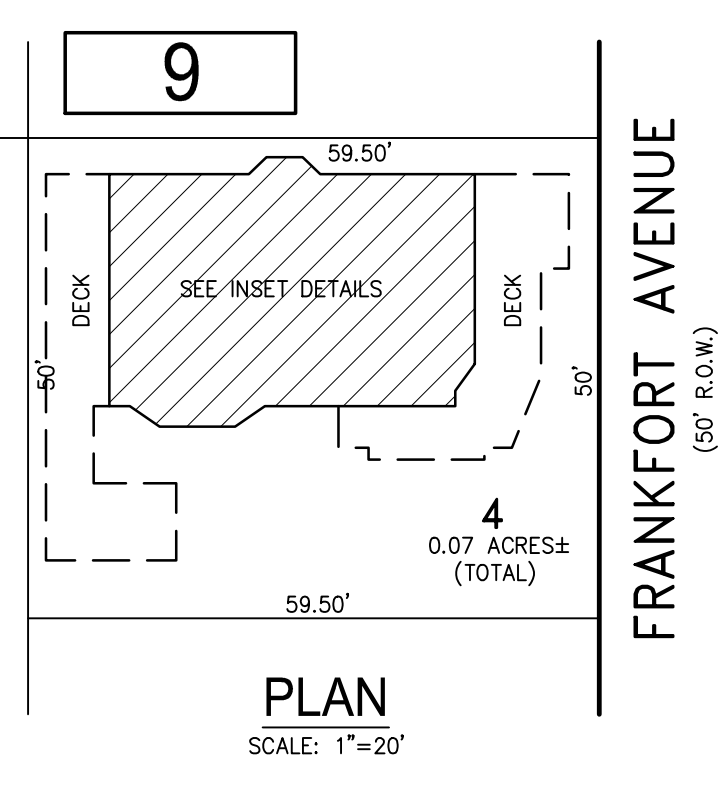 9
59.50'
SEE INSET DETAILS
DECK
DECK
50'
50'
FRANKFORT AVENUE
(50' R.O.W.)
4
0.07 ACRES±
(TOTAL)
59.50'
PLAN
SCALE: 1"=20'